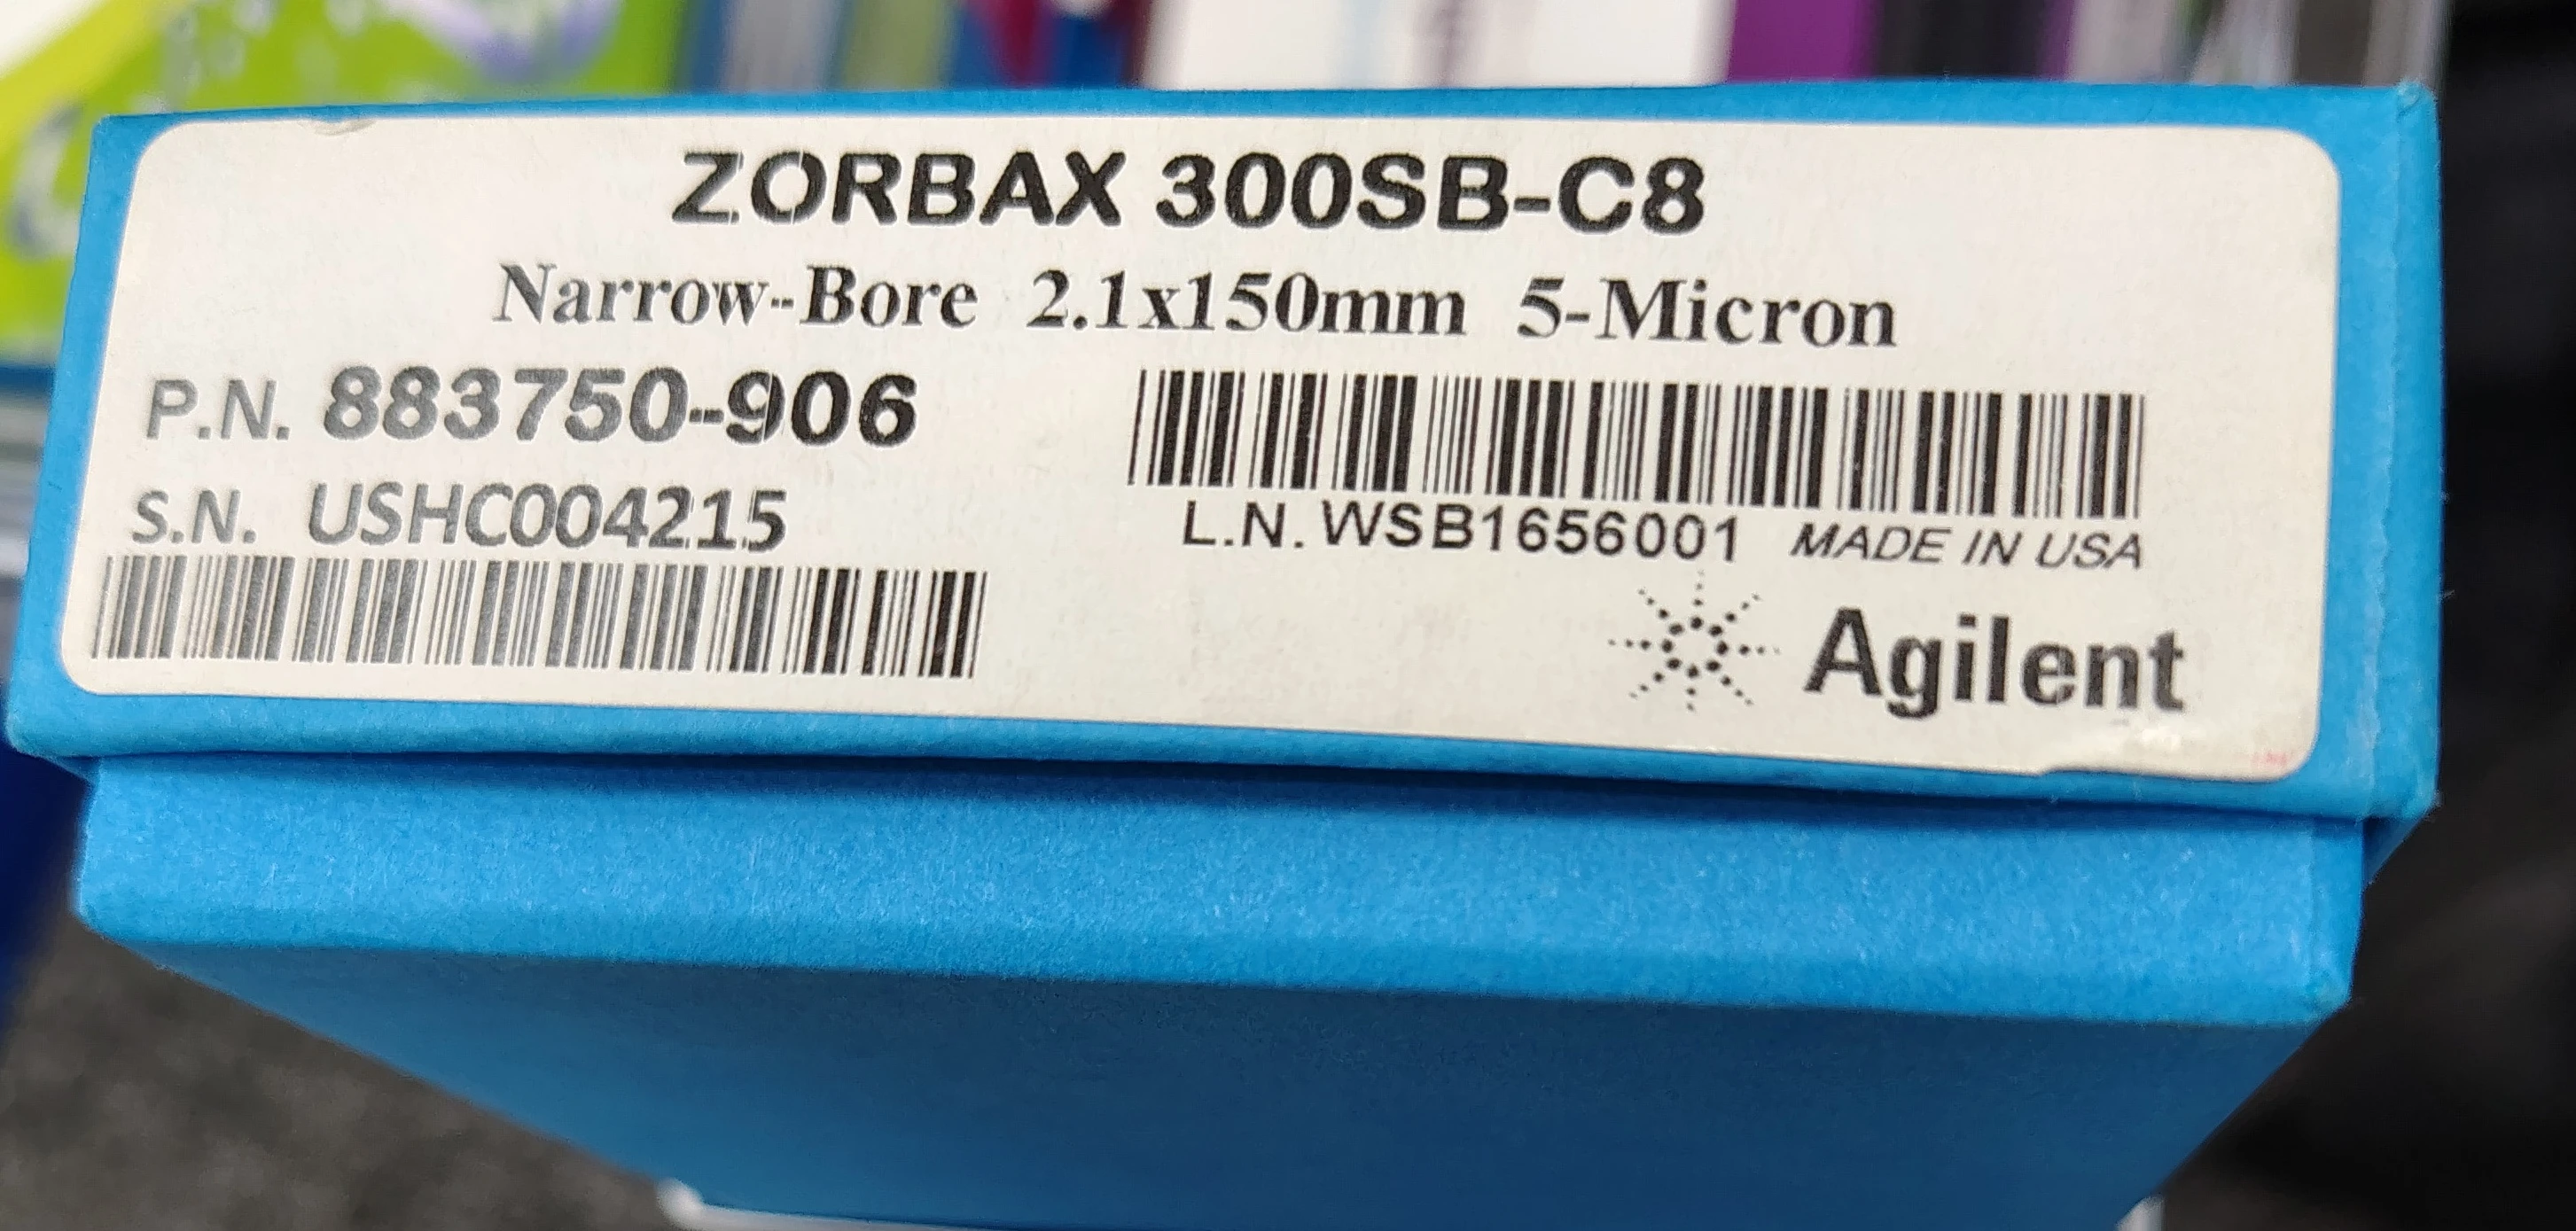 ZORBAX 300SB-C8
Narrow-Bore 2.1x150mm 5-Micron
P.N. 883750-906
S.N. USHC004215
L.N. WSB1656001 MADE IN USA
Agilent